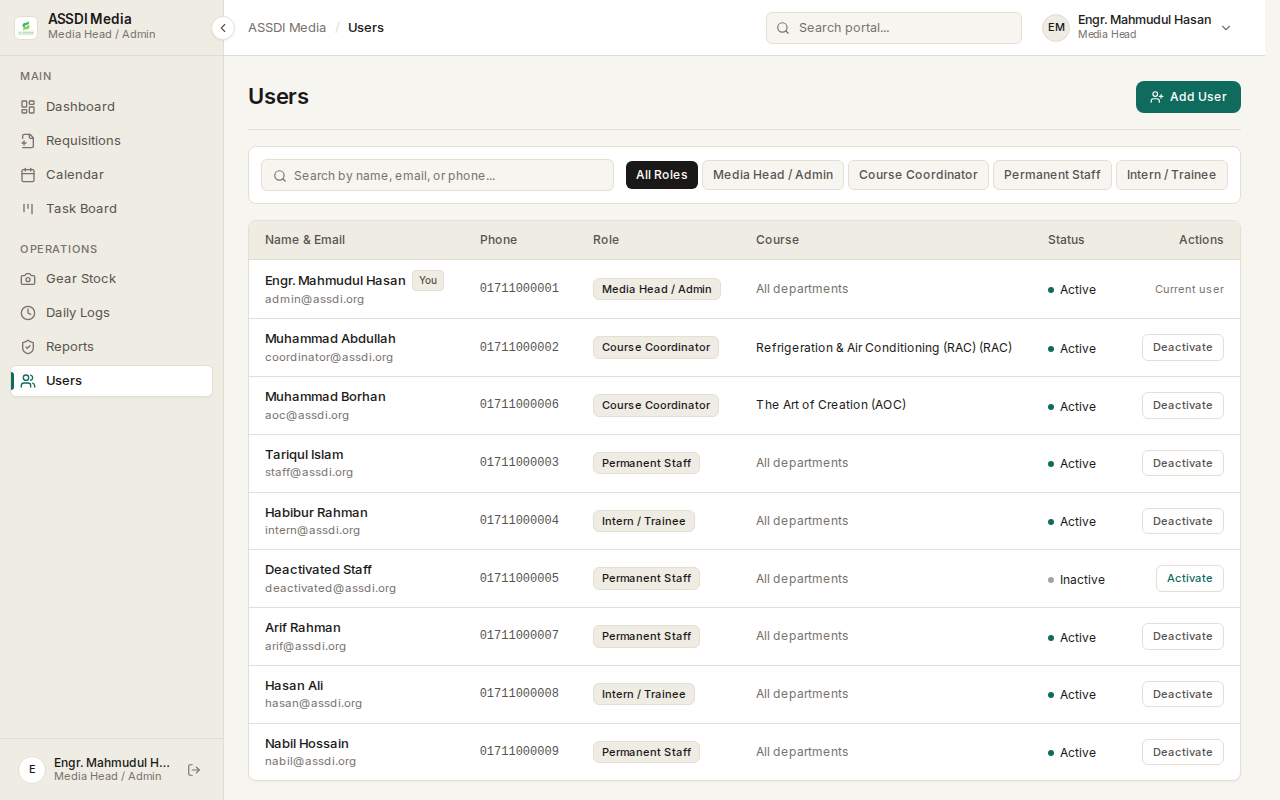 ASSDI Media
Media Head / Admin
ASSDI Media / Users
Search portal...
EM
Engr. Mahmudul Hasan
Media Head
MAIN
Dashboard
Requisitions
Calendar
Task Board
OPERATIONS
Gear Stock
Daily Logs
Reports
Users
E
Engr. Mahmudul H...
Media Head / Admin
Users
Add User
Search by name, email, or phone...
All Roles
Media Head / Admin
Course Coordinator
Permanent Staff
Intern / Trainee
Name & Email Phone Role Course Status Actions
Engr. Mahmudul Hasan You 01711000001 Media Head / Admin All departments Active Current user
admin@assdi.org
Muhammad Abdullah 01711000002 Course Coordinator Refrigeration & Air Conditioning (RAC) (RAC) Active Deactivate
coordinator@assdi.org
Muhammad Borhan 01711000006 Course Coordinator The Art of Creation (AOC) Active Deactivate
aoc@assdi.org
Tariqul Islam 01711000003 Permanent Staff All departments Active Deactivate
staff@assdi.org
Habibur Rahman 01711000004 Intern / Trainee All departments Active Deactivate
intern@assdi.org
Deactivated Staff 01711000005 Permanent Staff All departments Inactive Activate
deactivated@assdi.org
Arif Rahman 01711000007 Permanent Staff All departments Active Deactivate
arif@assdi.org
Hasan Ali 01711000008 Intern / Trainee All departments Active Deactivate
hasan@assdi.org
Nabil Hossain 01711000009 Permanent Staff All departments Active Deactivate
nabil@assdi.org